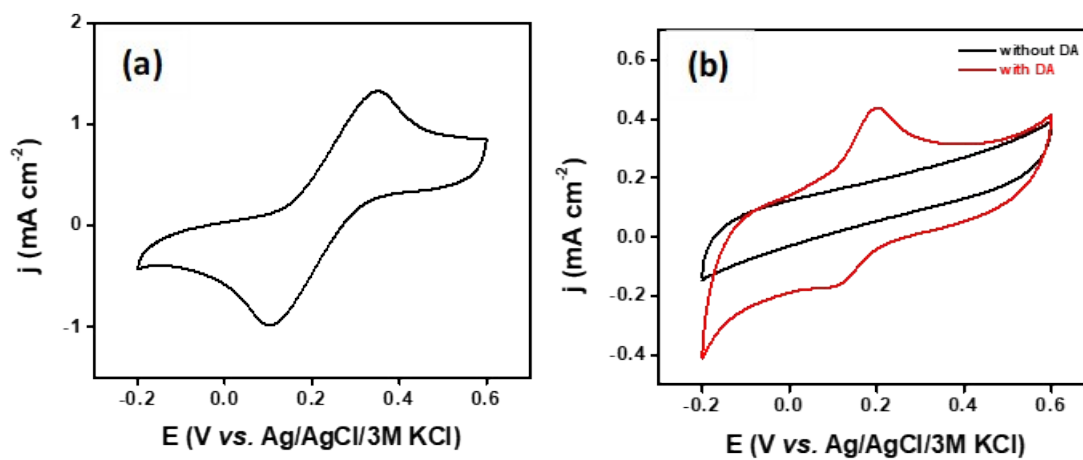 (a)
2
1
0
-1
j (mA cm⁻²)
-0.2 0.0 0.2 0.4 0.6
E (V vs. Ag/AgCl/3M KCl)
(b)
without DA
with DA
0.6
0.4
0.2
0.0
-0.2
-0.4
j (mA cm⁻²)
-0.2 0.0 0.2 0.4 0.6
E (V vs. Ag/AgCl/3M KCl)